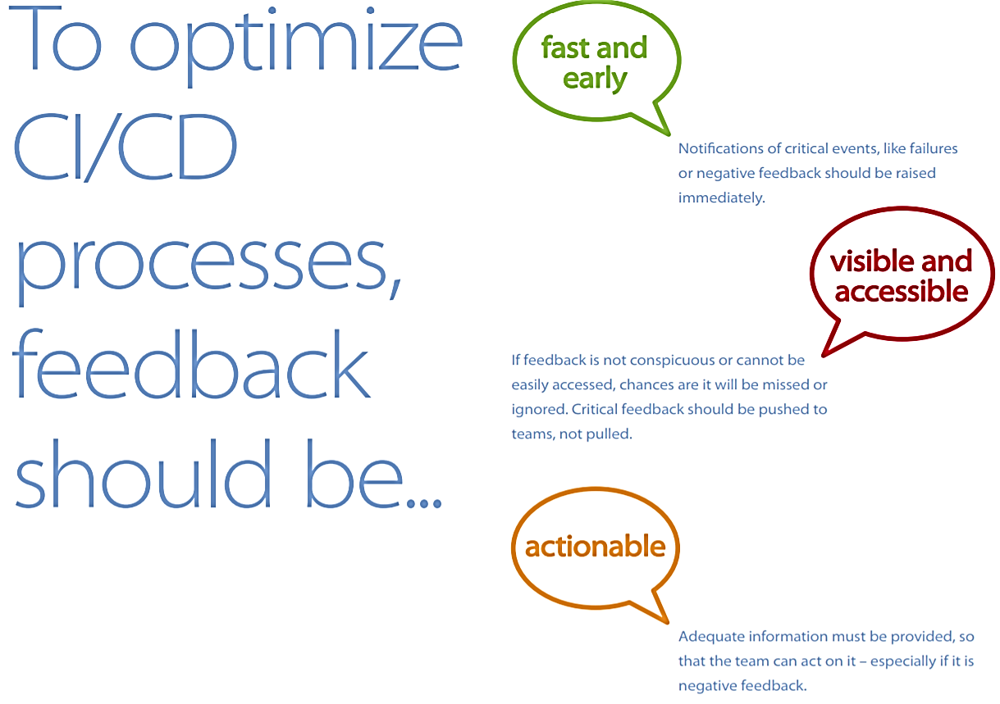 To optimize
CI/CD
processes,
feedback
should be...
fast and
early
Notifications of critical events, like failures
or negative feedback should be raised
immediately.
visible and
accessible
If feedback is not conspicuous or cannot be
easily accessed, chances are it will be missed or
ignored. Critical feedback should be pushed to
teams, not pulled.
actionable
Adequate information must be provided, so
that the team can act on it – especially if it is
negative feedback.